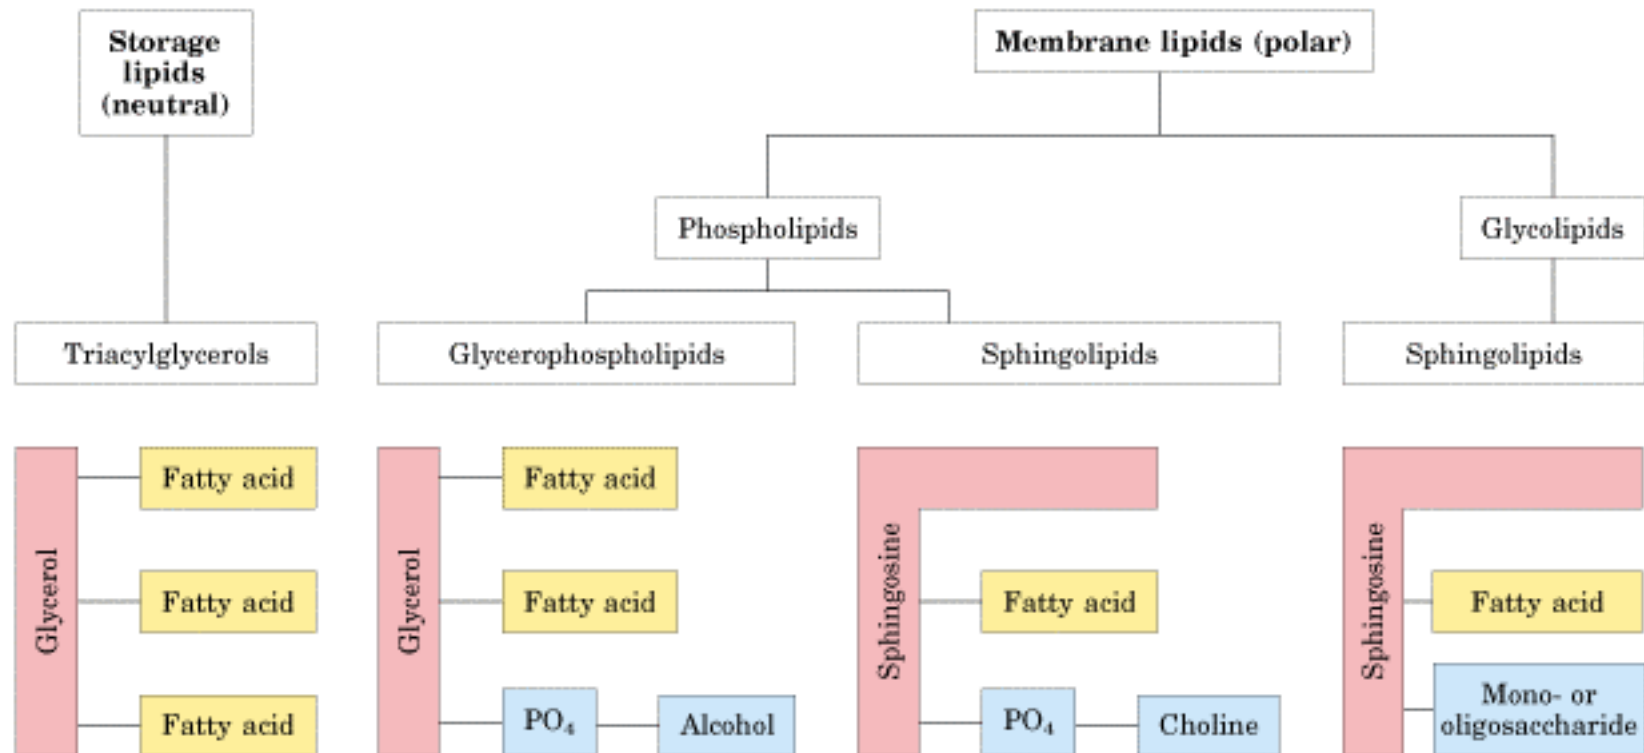 Storage
lipids
(neutral)
Membrane lipids (polar)
Phospholipids
Glycolipids
Triacylglycerols
Glycerophospholipids
Sphingolipids
Sphingolipids
Glycerol
Fatty acid
Fatty acid
Fatty acid
Glycerol
Fatty acid
Fatty acid
PO₄
Alcohol
Sphingosine
Fatty acid
PO₄
Choline
Sphingosine
Fatty acid
Mono- or
oligosaccharide